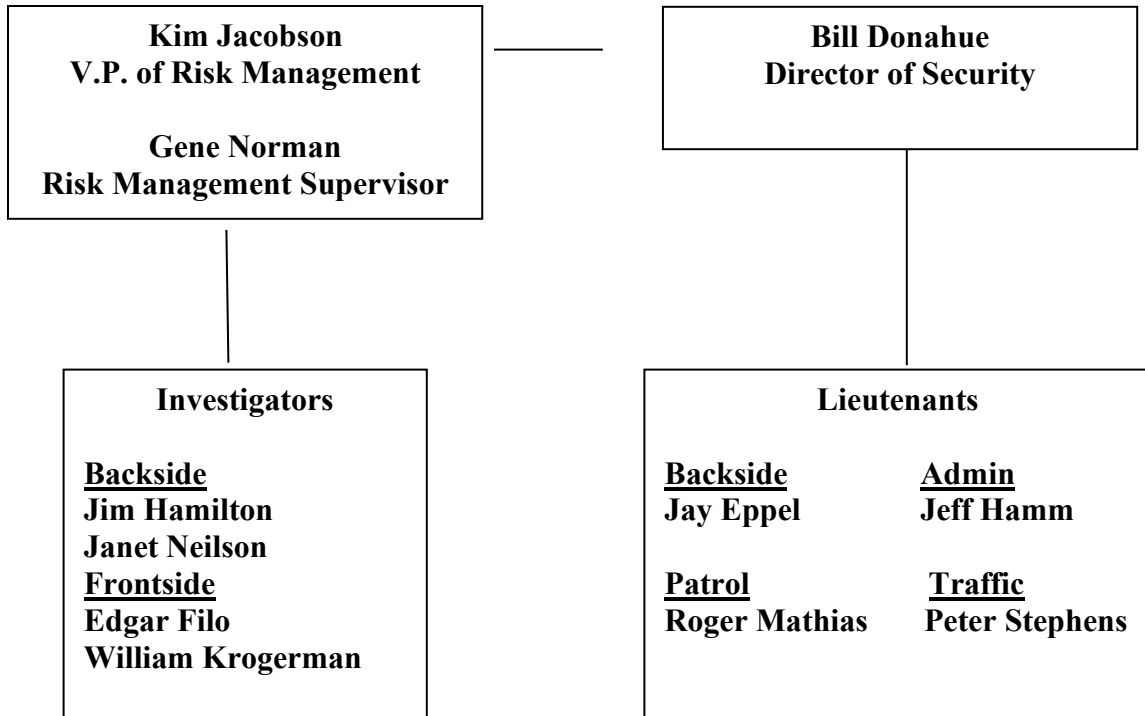 Kim Jacobson
V.P. of Risk Management
Gene Norman
Risk Management Supervisor
Bill Donahue
Director of Security
Investigators
Backside
Jim Hamilton
Janet Neilson
Frontside
Edgar Filo
William Krogerman
Lieutenants
Backside Admin
Jay Eppel Jeff Hamm
Patrol Traffic
Roger Mathias Peter Stephens